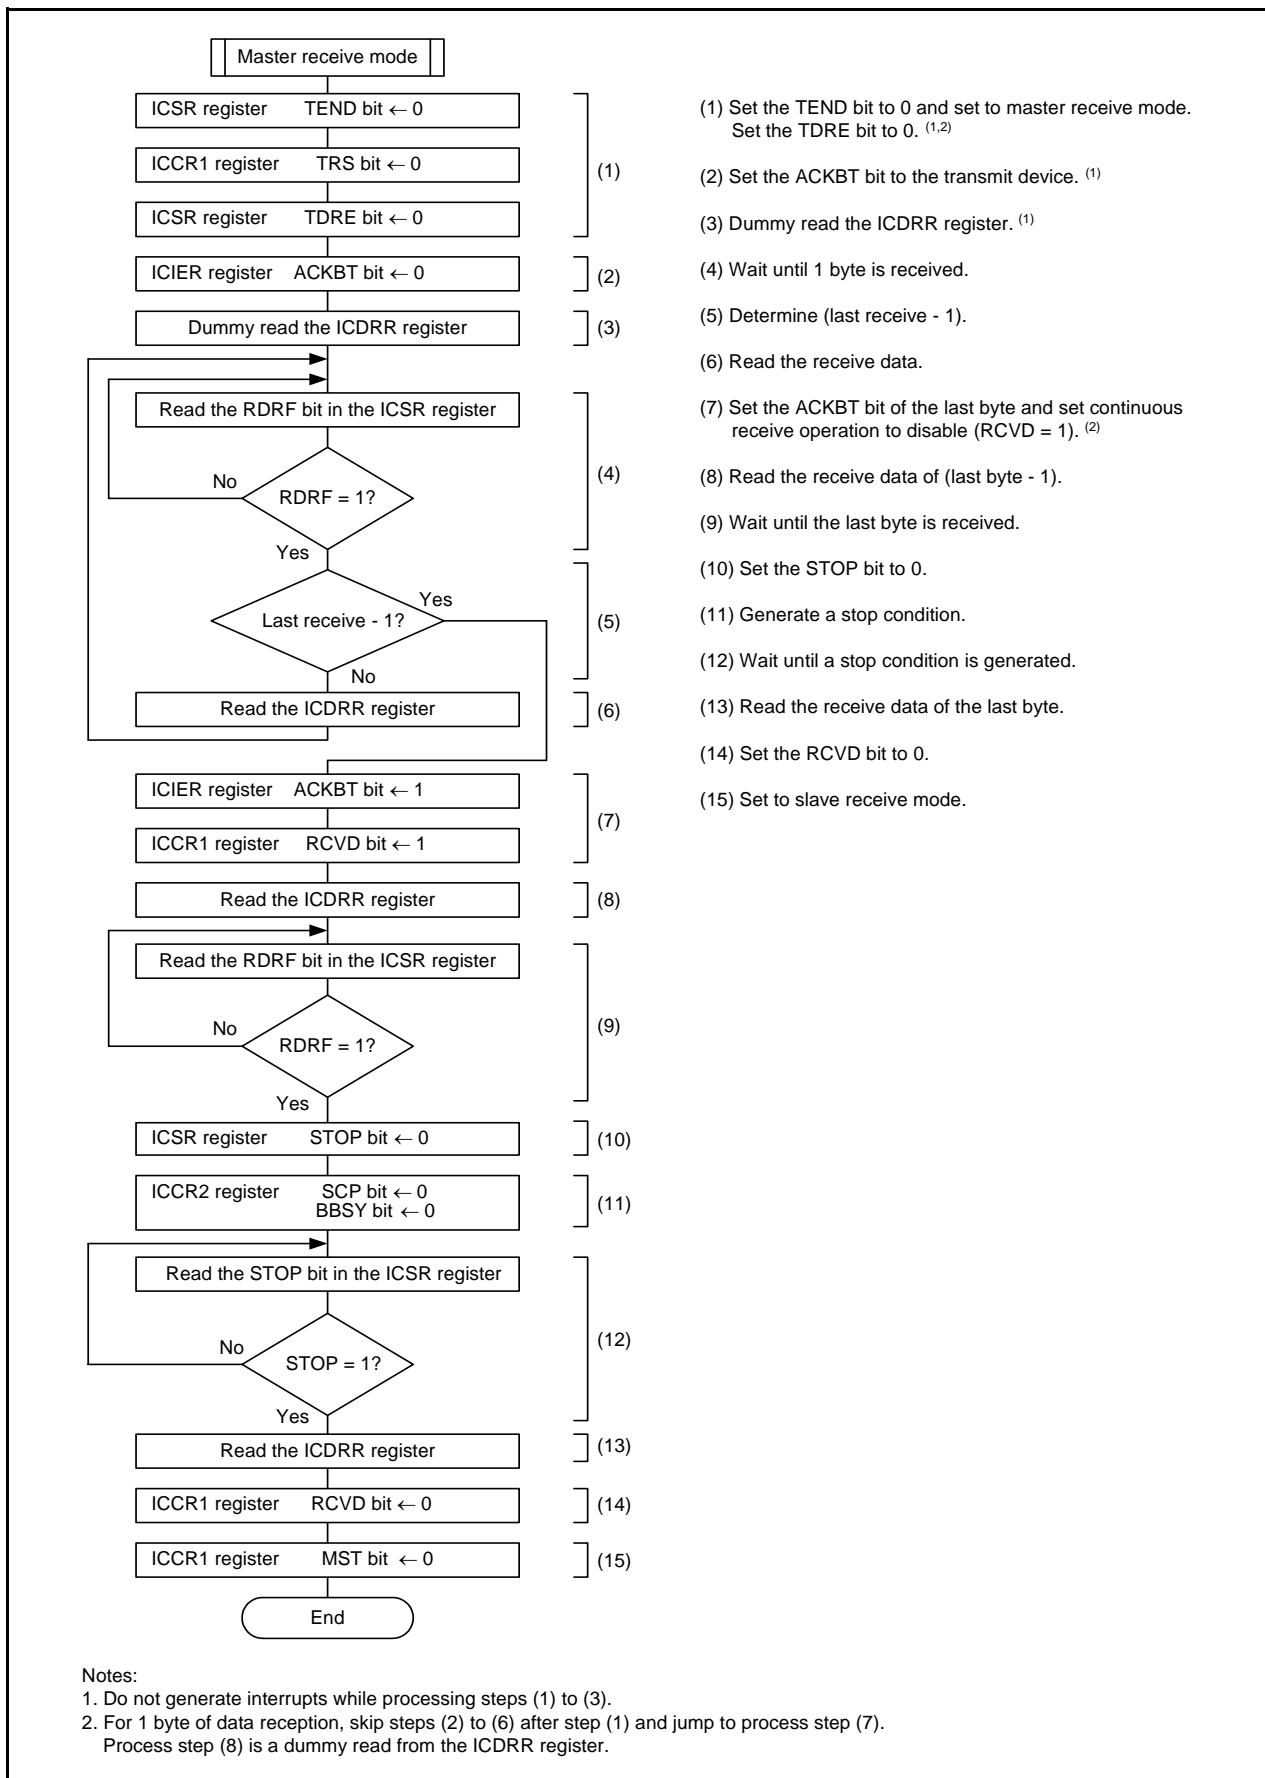 Master receive mode
ICSR register TEND bit ← 0
ICCR1 register TRS bit ← 0
ICSR register TDRE bit ← 0
(1)
ICIER register ACKBT bit ← 0
(2)
Dummy read the ICDRR register
(3)
Read the RDRF bit in the ICSR register
No
RDRF = 1?
(4)
Yes
Last receive - 1?
Yes
(5)
No
Read the ICDRR register
(6)
ICIER register ACKBT bit ← 1
ICCR1 register RCVD bit ← 1
(7)
Read the ICDRR register
(8)
Read the RDRF bit in the ICSR register
No
RDRF = 1?
(9)
Yes
ICSR register STOP bit ← 0
(10)
ICCR2 register SCP bit ← 0
BBSY bit ← 0
(11)
Read the STOP bit in the ICSR register
No
STOP = 1?
(12)
Yes
Read the ICDRR register
(13)
ICCR1 register RCVD bit ← 0
(14)
ICCR1 register MST bit ← 0
(15)
End
(1) Set the TEND bit to 0 and set to master receive mode.
Set the TDRE bit to 0. (1,2)
(2) Set the ACKBT bit to the transmit device. (1)
(3) Dummy read the ICDRR register. (1)
(4) Wait until 1 byte is received.
(5) Determine (last receive - 1).
(6) Read the receive data.
(7) Set the ACKBT bit of the last byte and set continuous
receive operation to disable (RCVD = 1). (2)
(8) Read the receive data of (last byte - 1).
(9) Wait until the last byte is received.
(10) Set the STOP bit to 0.
(11) Generate a stop condition.
(12) Wait until a stop condition is generated.
(13) Read the receive data of the last byte.
(14) Set the RCVD bit to 0.
(15) Set to slave receive mode.
Notes:
1. Do not generate interrupts while processing steps (1) to (3).
2. For 1 byte of data reception, skip steps (2) to (6) after step (1) and jump to process step (7).
Process step (8) is a dummy read from the ICDRR register.